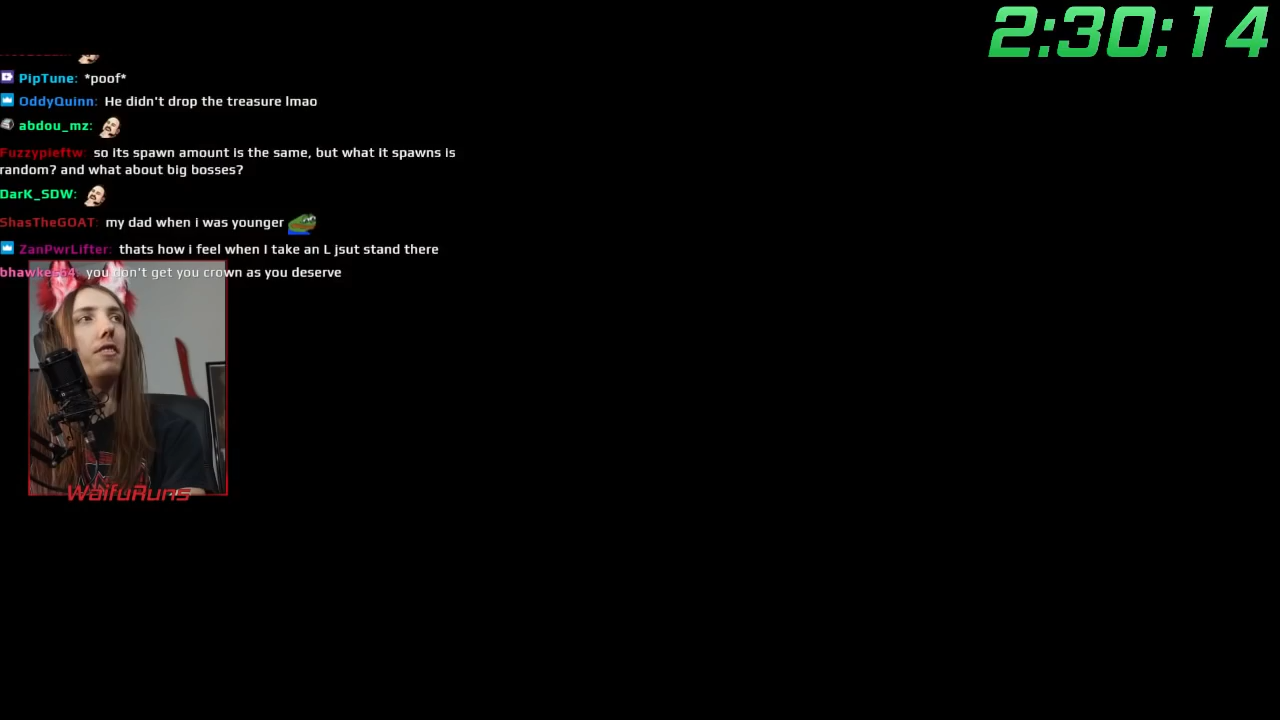 2:30:14
PipTune: *poof*
OddyQuinn: He didn't drop the treasure lmao
abdou_mz:
Fuzzypieftw: so its spawn amount is the same, but what it spawns is
random? and what about big bosses?
DarK_SDW:
ShasTheGOAT: my dad when i was younger
ZanPwrLifter: thats how i feel when I take an L jsut stand there
bhawkes64: you don't get you crown as you deserve
WaifuRuns